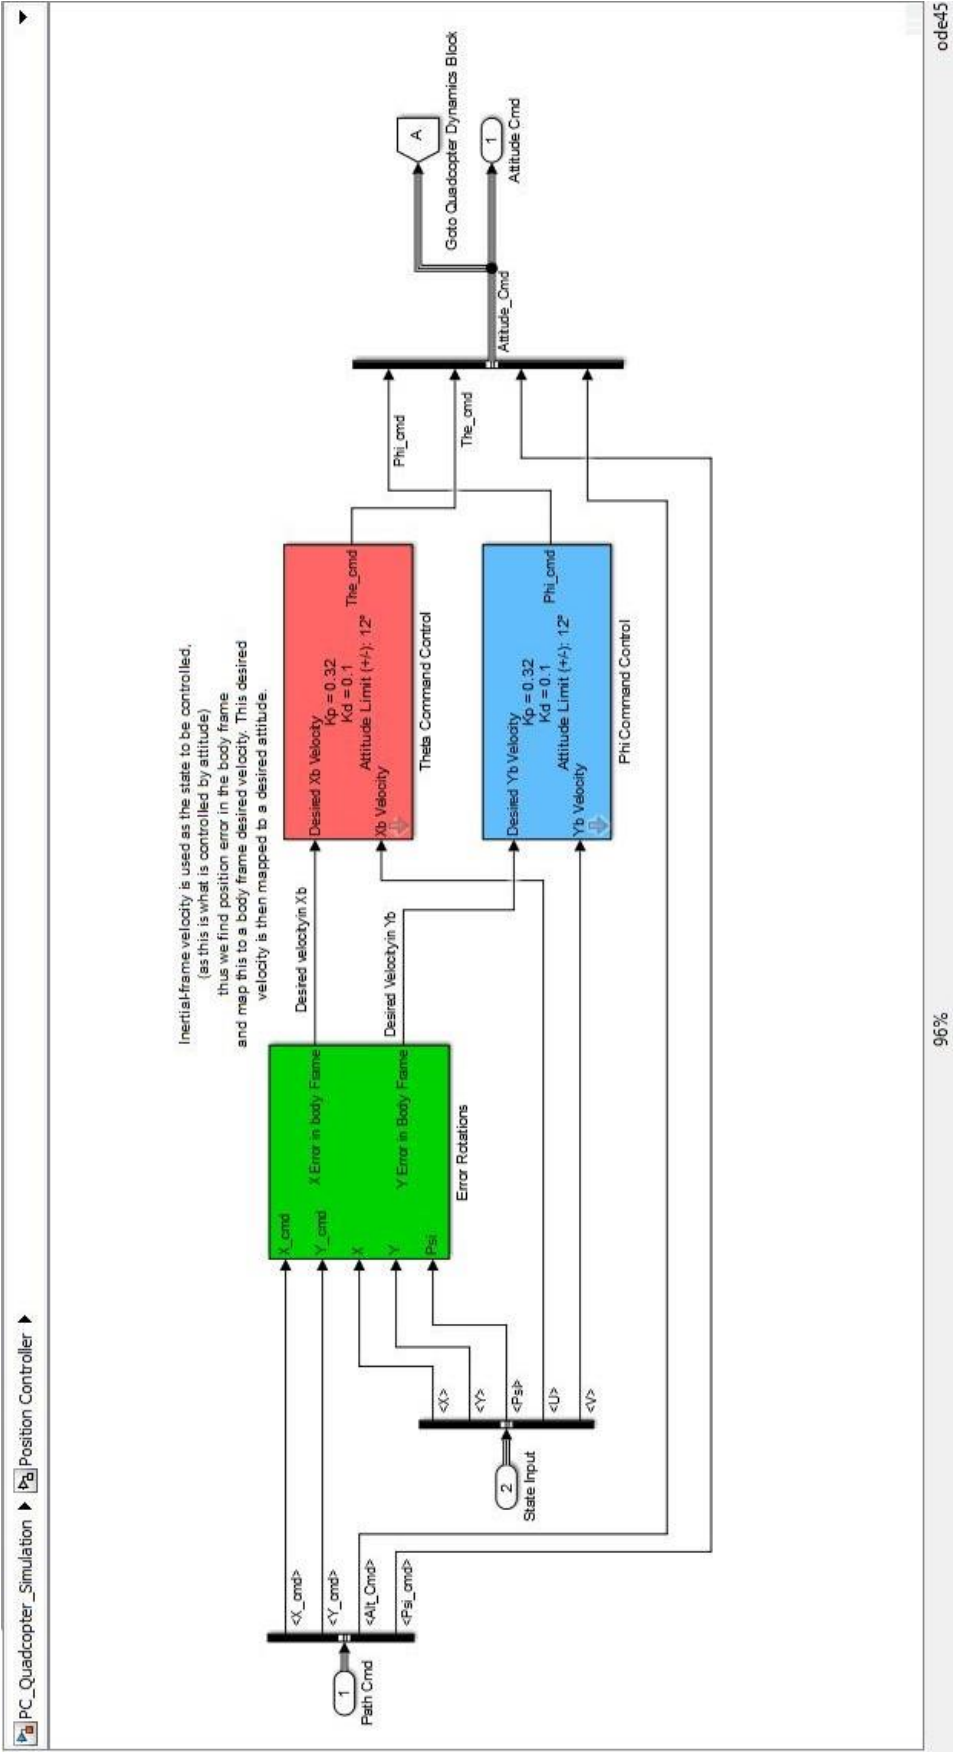 PC_Quadcopter_Simulation
Position Controller
Inertial-frame velocity is used as the state to be controlled,
(as this is what is controlled by attitude)
thus we find position error in the body frame
and map this to a body frame desired velocity. This desired
velocity is then mapped to a desired attitude.
1
Path Cmd
<X_cmd>
<Y_cmd>
<Alt_Cmd>
<Psi_cmd>
2
State Input
<X>
<Y>
<Psi>
<U>
<V>
X_cmd
Y_cmd
X
Y
Psi
X Error in body Frame
Y Error in Body Frame
Error Rotations
Desired velocity in Xb
Desired Velocity in Yb
Desired Xb Velocity
Kp = 0.32
Kd = 0.1
Attitude Limit (+/-): 12º
Xb Velocity
The_cmd
Theta Command Control
Desired Yb Velocity
Kp = 0.32
Kd = 0.1
Attitude Limit (+/-): 12º
Yb Velocity
Phi_cmd
Phi Command Control
Phi_cmd
The_cmd
Attitude_Cmd
A
Goto Quadcopter Dynamics Block
1
Attitude Cmd
96%
ode45